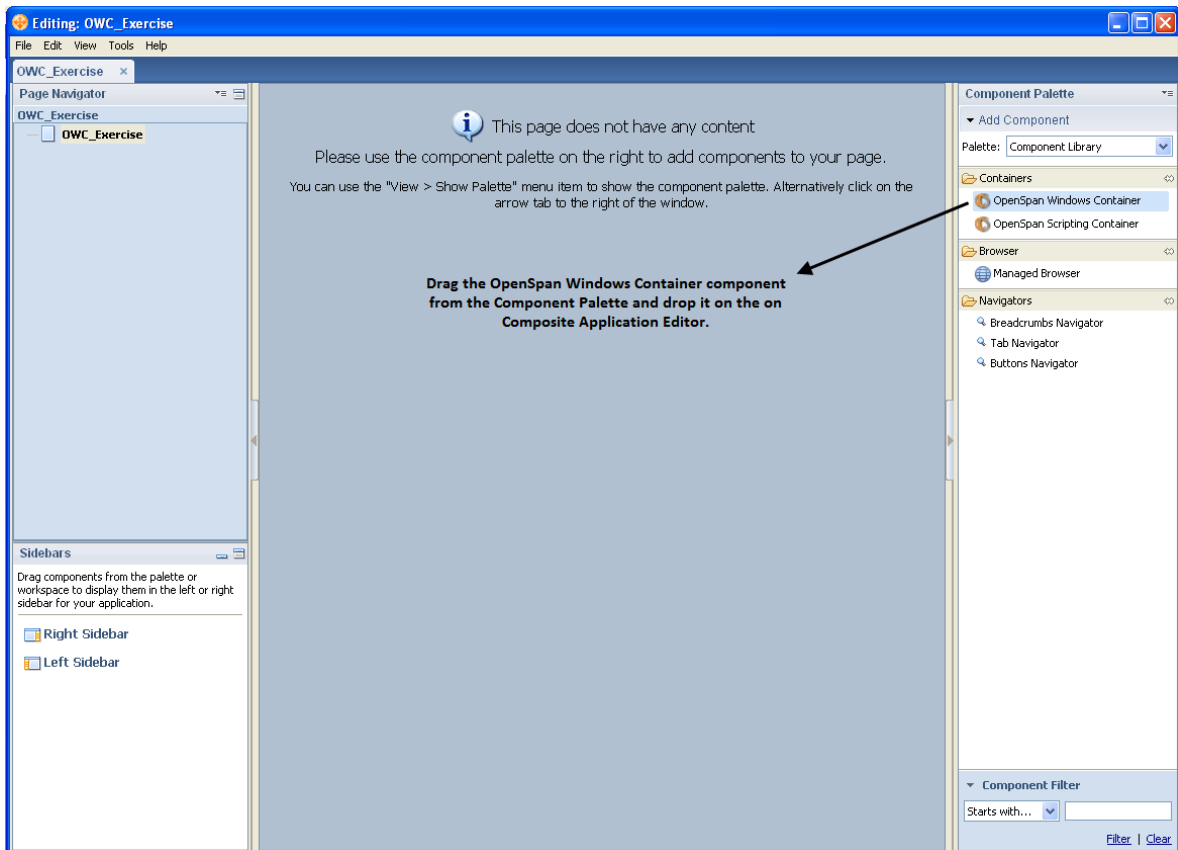 Editing: OWC_Exercise
File Edit View Tools Help
OWC_Exercise ×
Page Navigator
OWC_Exercise
OWC_Exercise
Sidebars
Drag components from the palette or
workspace to display them in the left or right
sidebar for your application.
Right Sidebar
Left Sidebar
This page does not have any content
Please use the component palette on the right to add components to your page.
You can use the "View > Show Palette" menu item to show the component palette. Alternatively click on the
arrow tab to the right of the window.
Drag the OpenSpan Windows Container component
from the Component Palette and drop it on the on
Composite Application Editor.
Component Palette
Add Component
Palette: Component Library
Containers
OpenSpan Windows Container
OpenSpan Scripting Container
Browser
Managed Browser
Navigators
Breadcrumbs Navigator
Tab Navigator
Buttons Navigator
Component Filter
Starts with...
Filter | Clear